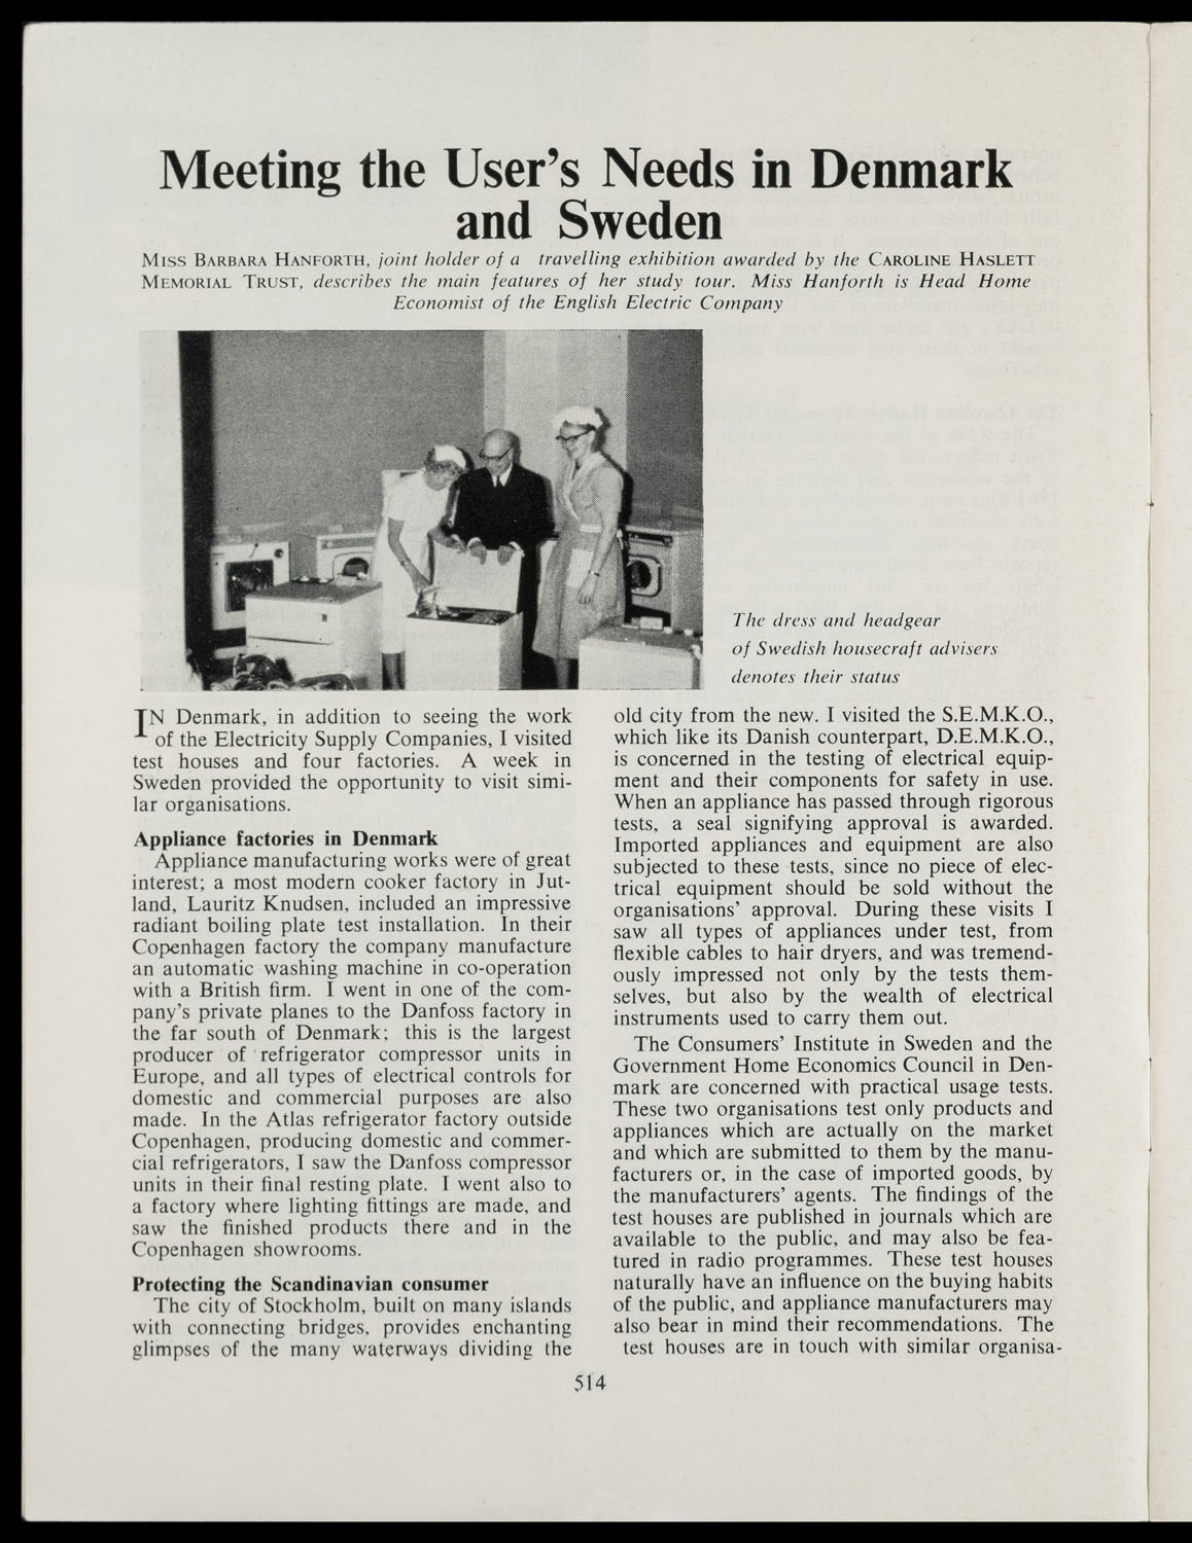 Meeting the User's Needs in Denmark
and Sweden
MISS BARBARA HANFORTH, joint holder of a travelling exhibition awarded by the CAROLINE HASLETT
MEMORIAL TRUST, describes the main features of her study tour. Miss Hanforth is Head Home
Economist of the English Electric Company
The dress and headgear
of Swedish housecraft advisers
denotes their status
IN Denmark, in addition to seeing the work
of the Electricity Supply Companies, I visited
test houses and four factories. A week in
Sweden provided the opportunity to visit simi-
lar organisations.
Appliance factories in Denmark
Appliance manufacturing works were of great
interest; a most modern cooker factory in Jut-
land, Lauritz Knudsen, included an impressive
radiant boiling plate test installation. In their
Copenhagen factory the company manufacture
an automatic washing machine in co-operation
with a British firm. I went in one of the com-
pany's private planes to the Danfoss factory in
the far south of Denmark; this is the largest
producer of refrigerator compressor units in
Europe, and all types of electrical controls for
domestic and commercial purposes are also
made. In the Atlas refrigerator factory outside
Copenhagen, producing domestic and commer-
cial refrigerators, I saw the Danfoss compressor
units in their final resting plate. I went also to
a factory where lighting fittings are made, and
saw the finished products there and in the
Copenhagen showrooms.
Protecting the Scandinavian consumer
The city of Stockholm, built on many islands
with connecting bridges, provides enchanting
glimpses of the many waterways dividing the
old city from the new. I visited the S.E.M.K.O.,
which like its Danish counterpart, D.E.M.K.O.,
is concerned in the testing of electrical equip-
ment and their components for safety in use.
When an appliance has passed through rigorous
tests, a seal signifying approval is awarded.
Imported appliances and equipment are also
subjected to these tests, since no piece of elec-
trical equipment should be sold without the
organisations' approval. During these visits I
saw all types of appliances under test, from
flexible cables to hair dryers, and was tremend-
ously impressed not only by the tests them-
selves, but also by the wealth of electrical
instruments used to carry them out.
The Consumers' Institute in Sweden and the
Government Home Economics Council in Den-
mark are concerned with practical usage tests.
These two organisations test only products and
appliances which are actually on the market
and which are submitted to them by the manu-
facturers or, in the case of imported goods, by
the manufacturers' agents. The findings of the
test houses are published in journals which are
available to the public, and may also be fea-
tured in radio programmes. These test houses
naturally have an influence on the buying habits
of the public, and appliance manufacturers may
also bear in mind their recommendations. The
test houses are in touch with similar organisa-
514